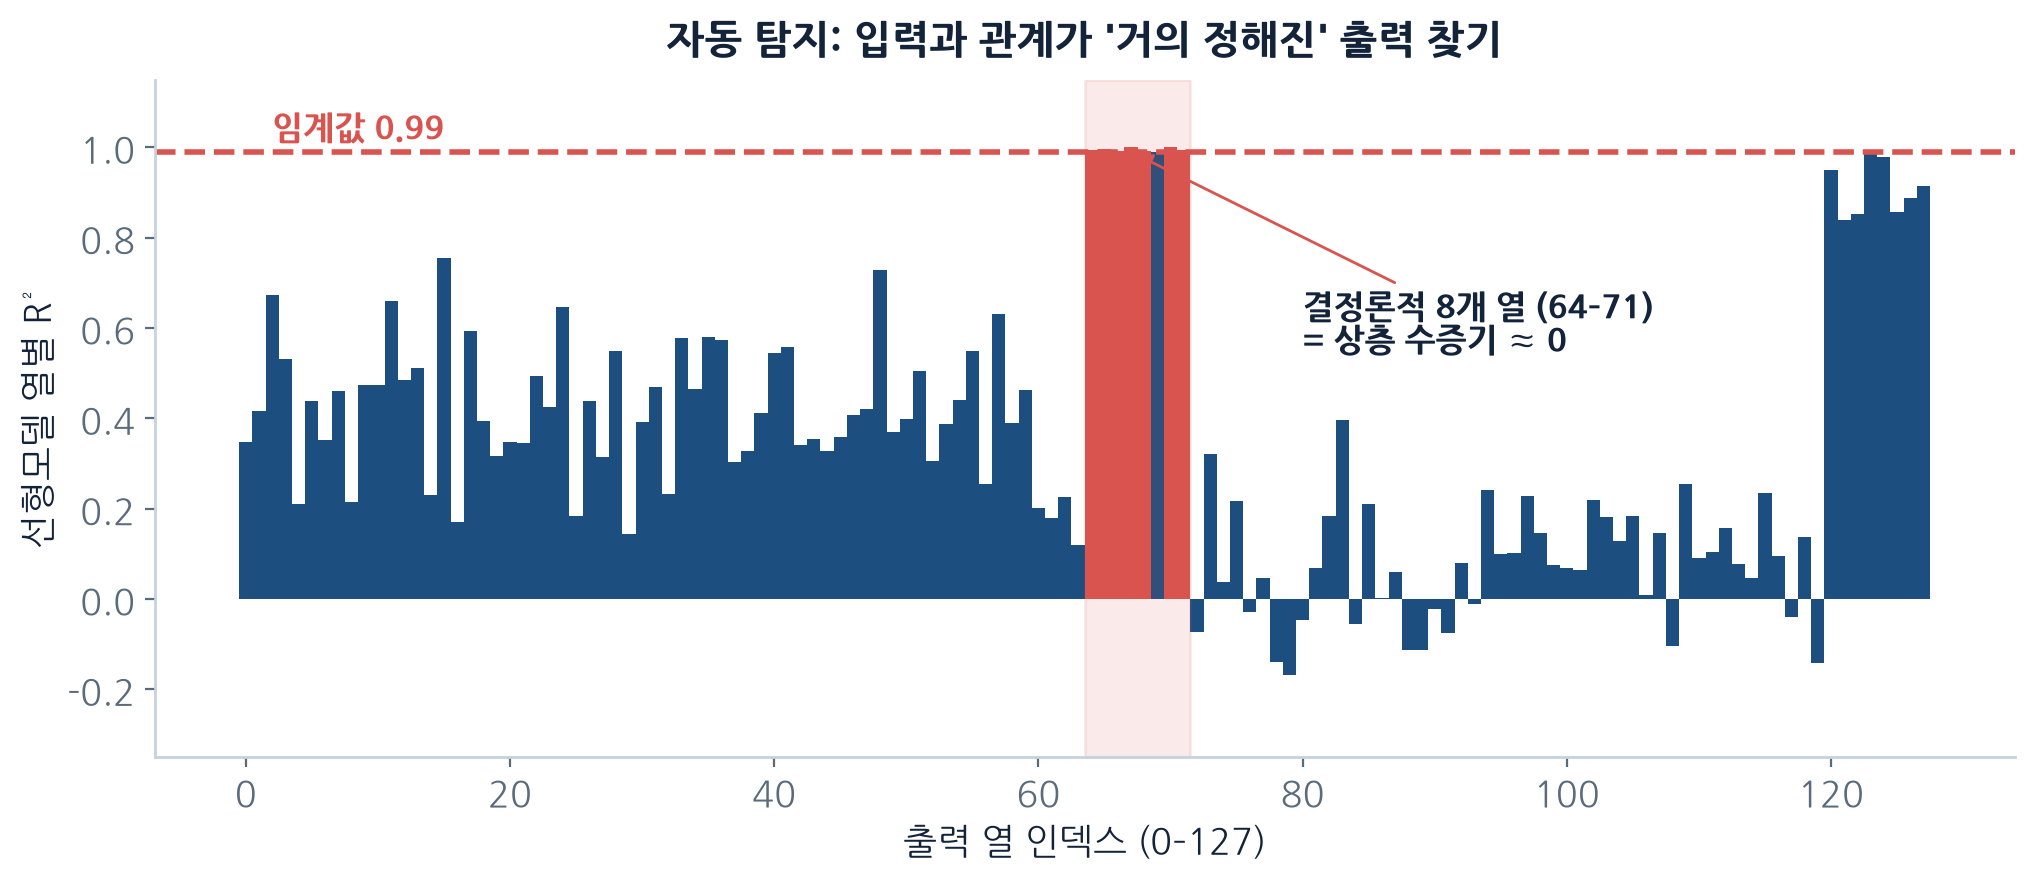 자동 탐지: 입력과 관계가 '거의 정해진' 출력 찾기
임계값 0.99
결정론적 8개 열 (64-71)
= 상층 수증기 ≈ 0
선형모델 열별 R²
1.0
0.8
0.6
0.4
0.2
0.0
-0.2
0
20
40
60
80
100
120
출력 열 인덱스 (0-127)